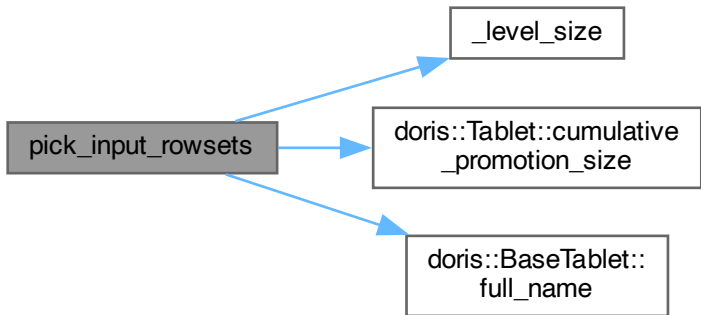 _level_size
pick_input_rowsets
doris::Tablet::cumulative
_promotion_size
doris::BaseTablet::
full_name